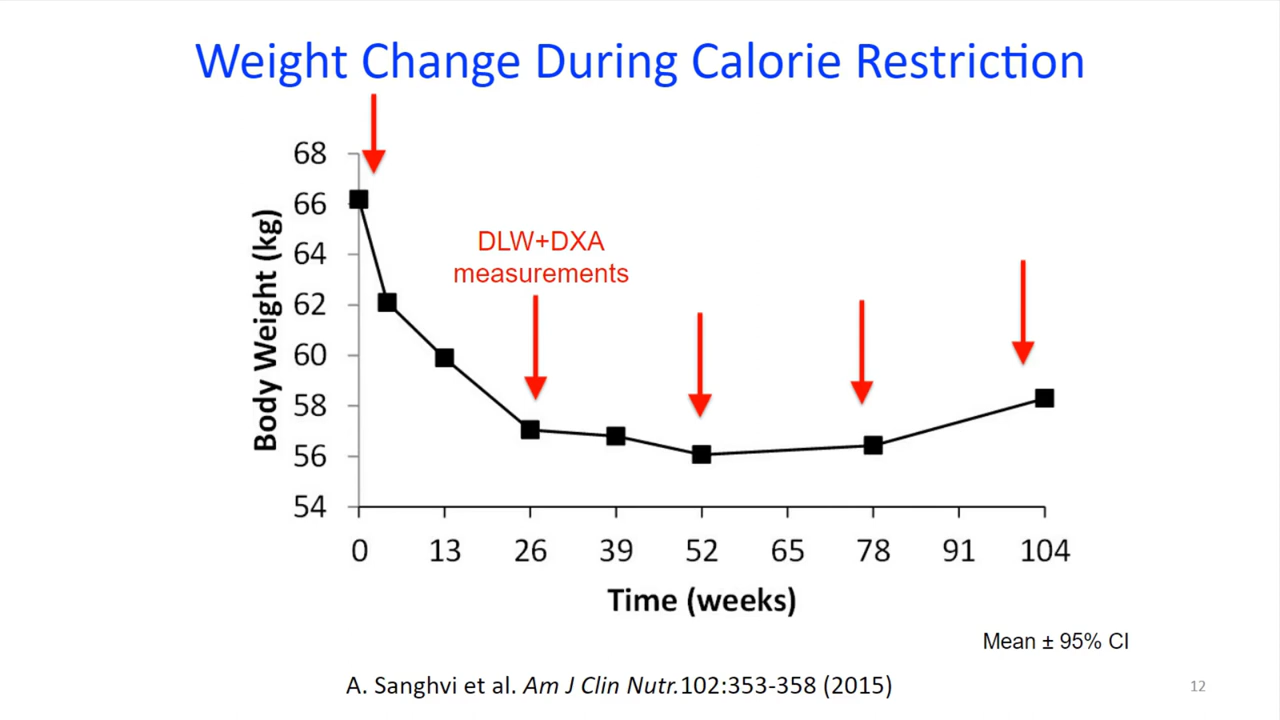 Weight Change During Calorie Restriction
68
66
64
62
60
58
56
54
Body Weight (kg)
DLW+DXA
measurements
0 13 26 39 52 65 78 91 104
Time (weeks)
Mean ± 95% CI
A. Sanghvi et al. Am J Clin Nutr.102:353-358 (2015)
12